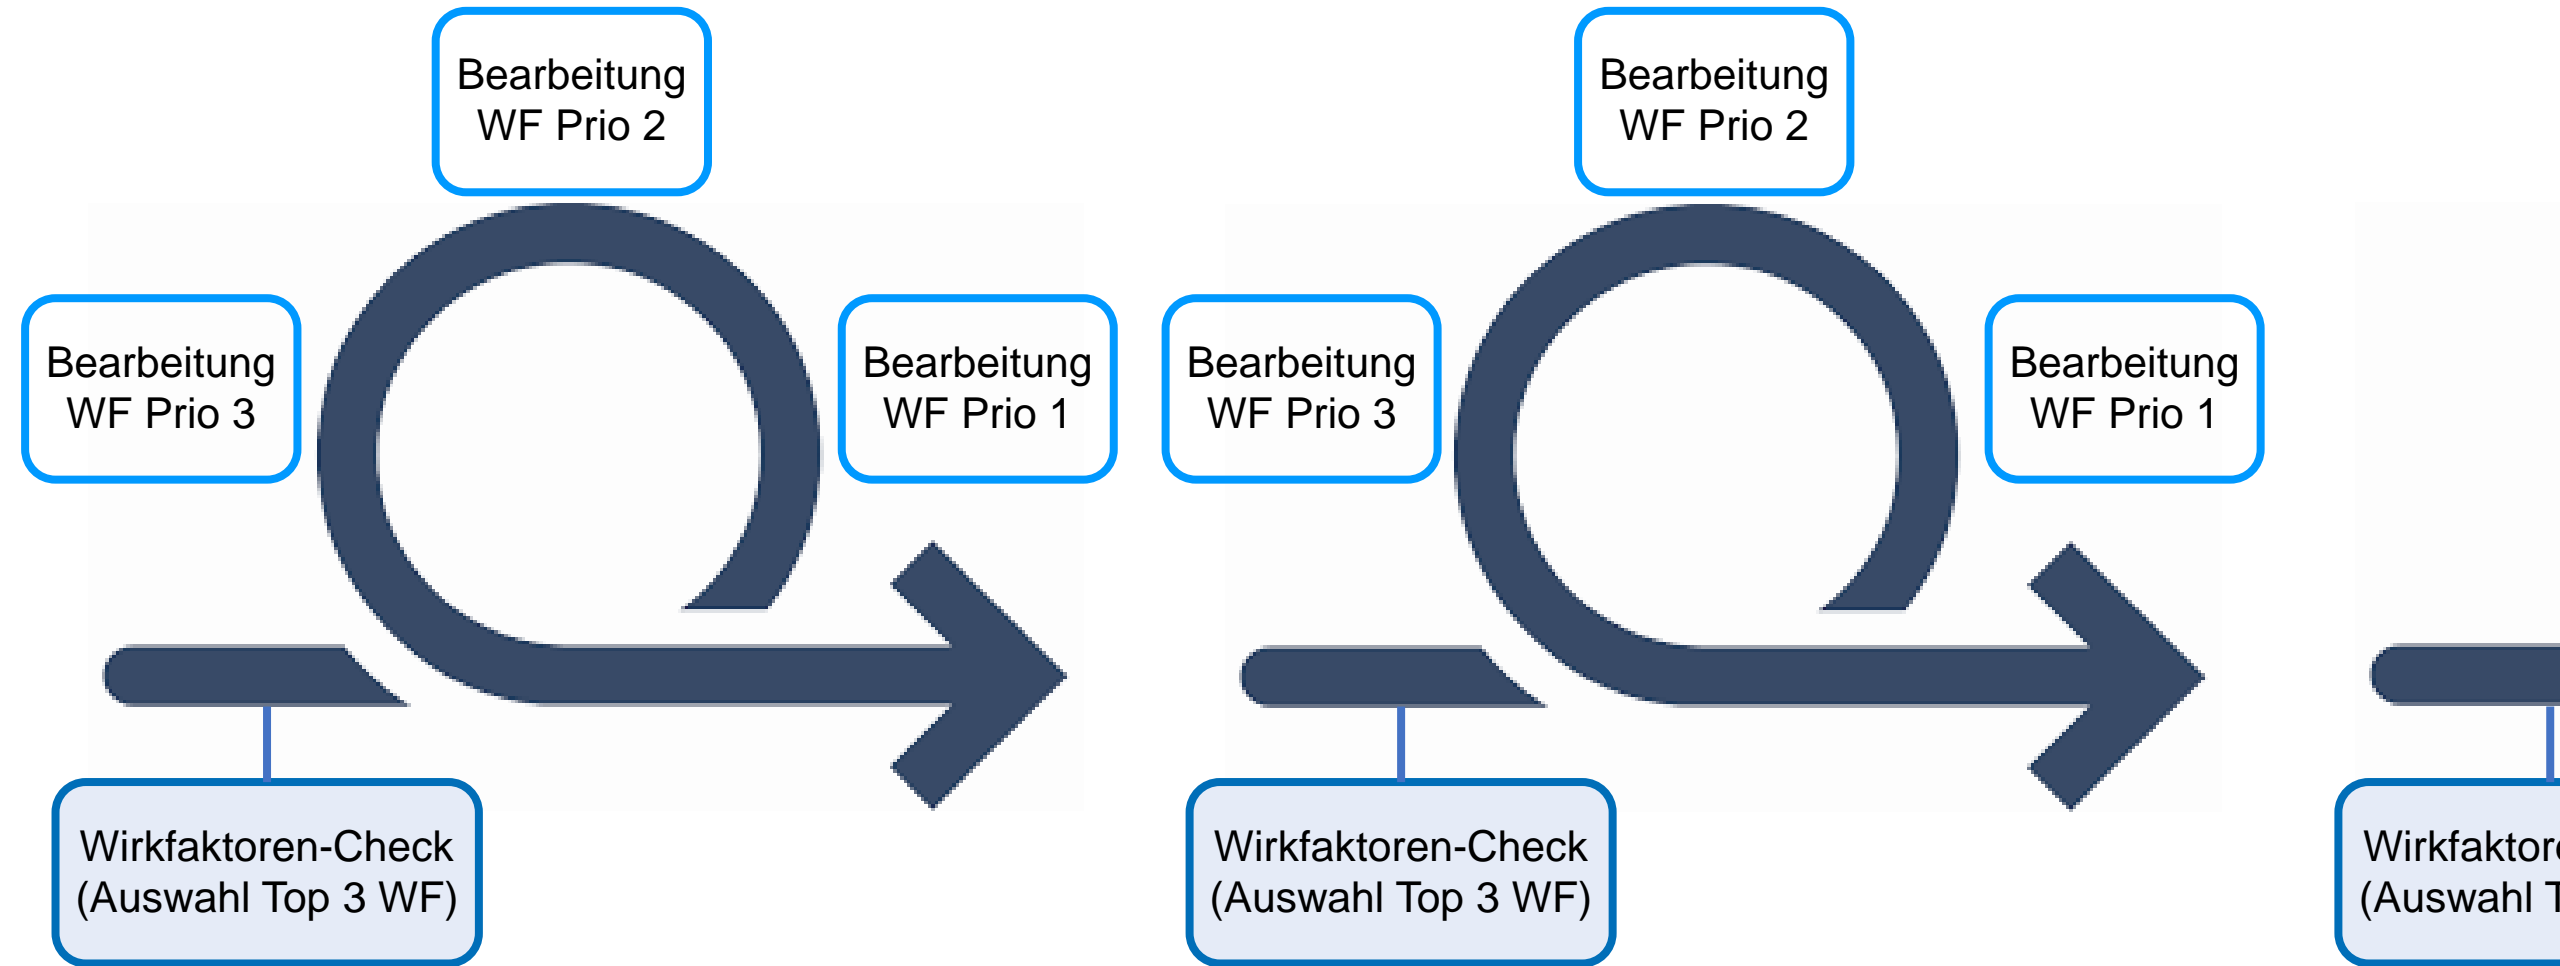 Bearbeitung
WF Prio 2
Bearbeitung
WF Prio 2
Bearbeitung
WF Prio 3
Bearbeitung
WF Prio 1
Bearbeitung
WF Prio 3
Bearbeitung
WF Prio 1
Wirkfaktoren-Check
(Auswahl Top 3 WF)
Wirkfaktoren-Check
(Auswahl Top 3 WF)
(Auswahl